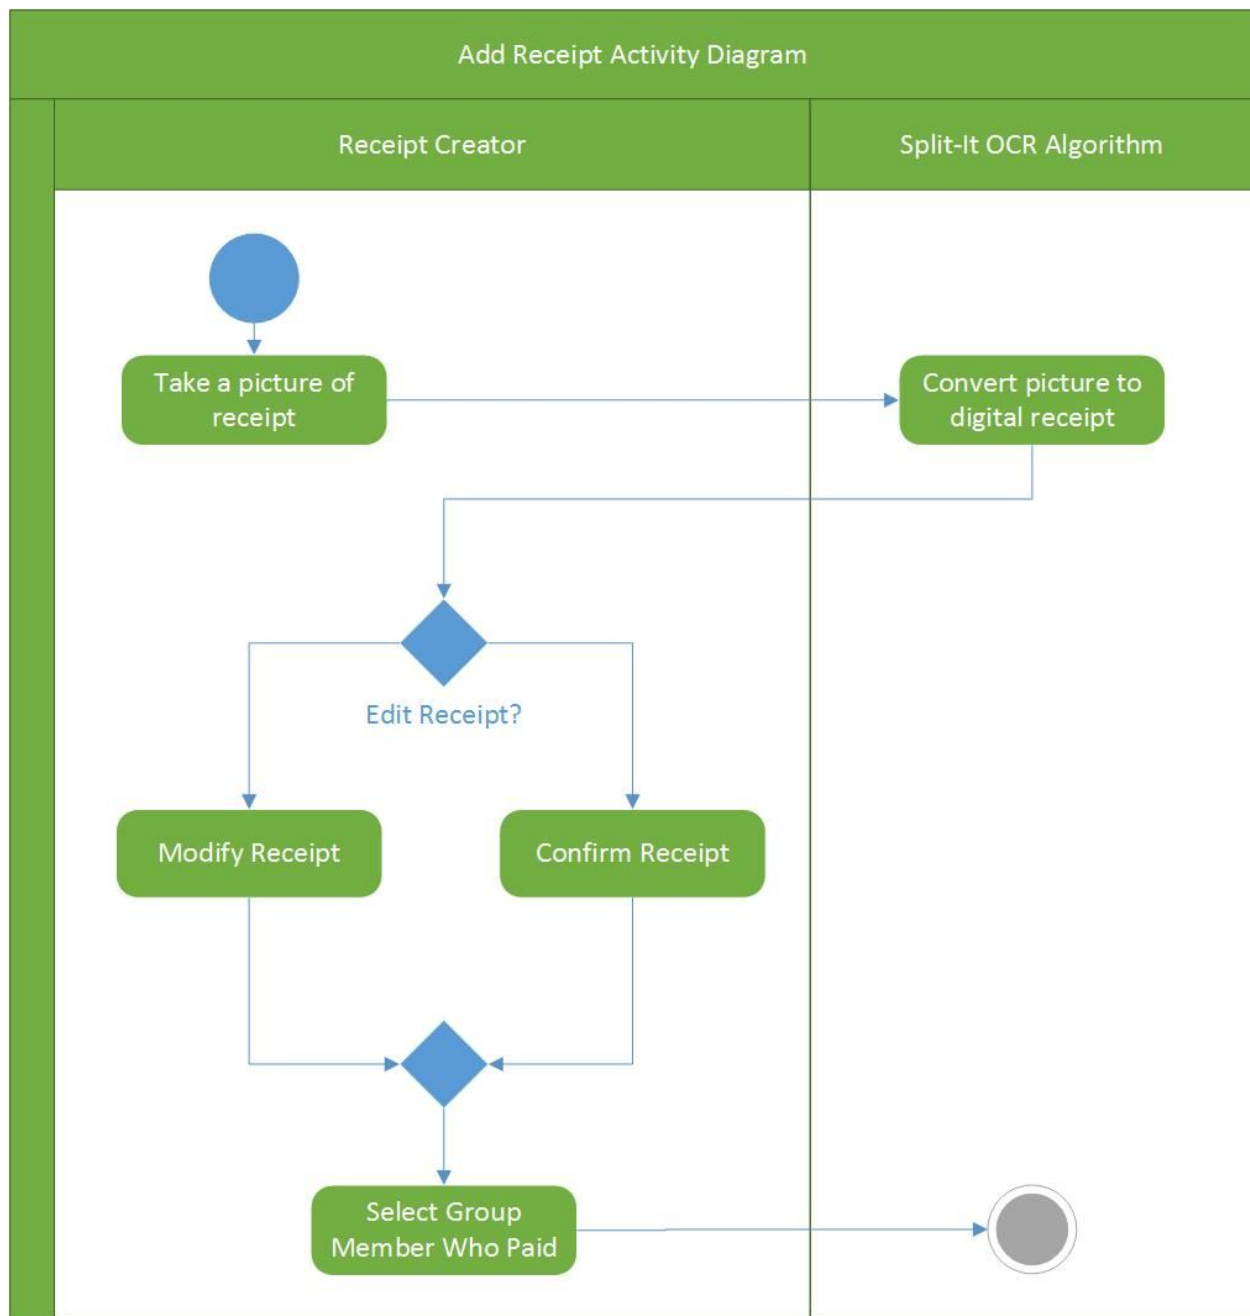 Add Receipt Activity Diagram
Receipt Creator
Split-It OCR Algorithm
Take a picture of
receipt
Convert picture to
digital receipt
Edit Receipt?
Modify Receipt
Confirm Receipt
Select Group
Member Who Paid